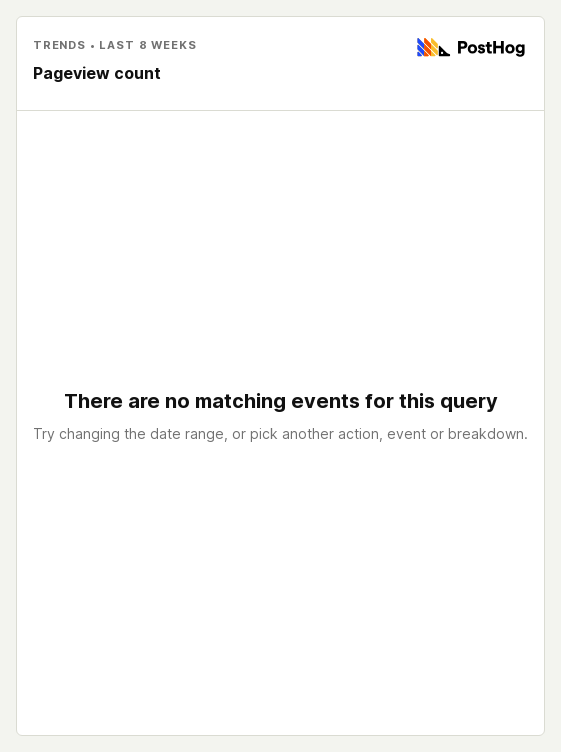 TRENDS • LAST 8 WEEKS
PostHog
Pageview count
There are no matching events for this query
Try changing the date range, or pick another action, event or breakdown.